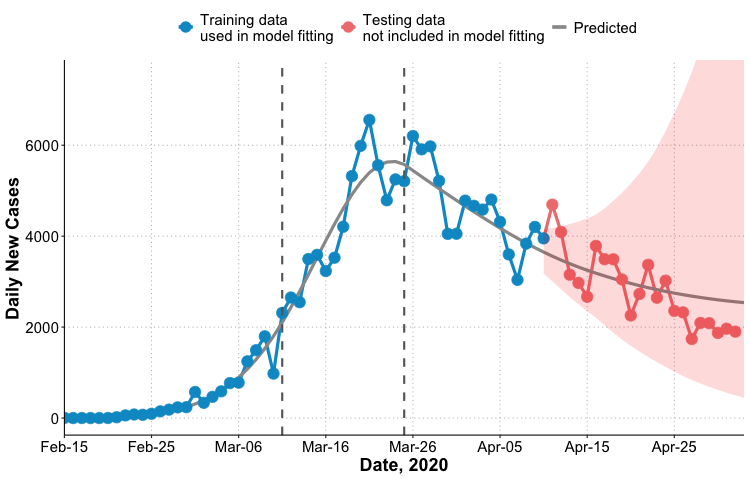 Training data
used in model fitting
Testing data
not included in model fitting
Predicted
Daily New Cases
6000
4000
2000
0
Feb-15 Feb-25 Mar-06 Mar-16 Mar-26 Apr-05 Apr-15 Apr-25
Date, 2020